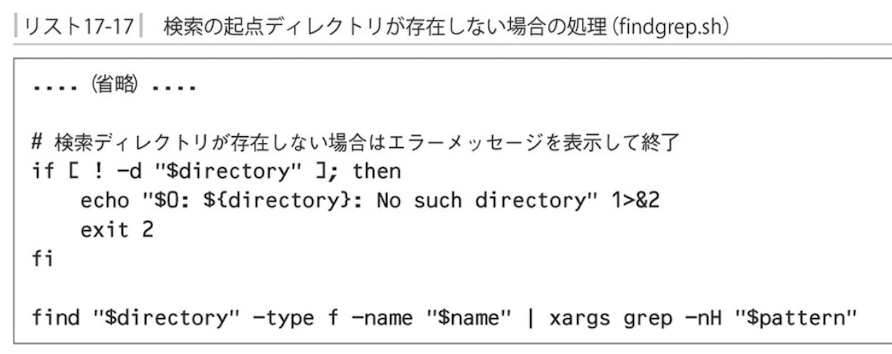 リスト17-17 検索の起点ディレクトリが存在しない場合の処理（findgrep.sh）
.... （省略） ....
# 検索ディレクトリが存在しない場合はエラーメッセージを表示して終了
if [ ! -d "$directory" ]; then
    echo "$0: ${directory}: No such directory" 1>&2
    exit 2
fi
find "$directory" -type f -name "$name" | xargs grep -nH "$pattern"